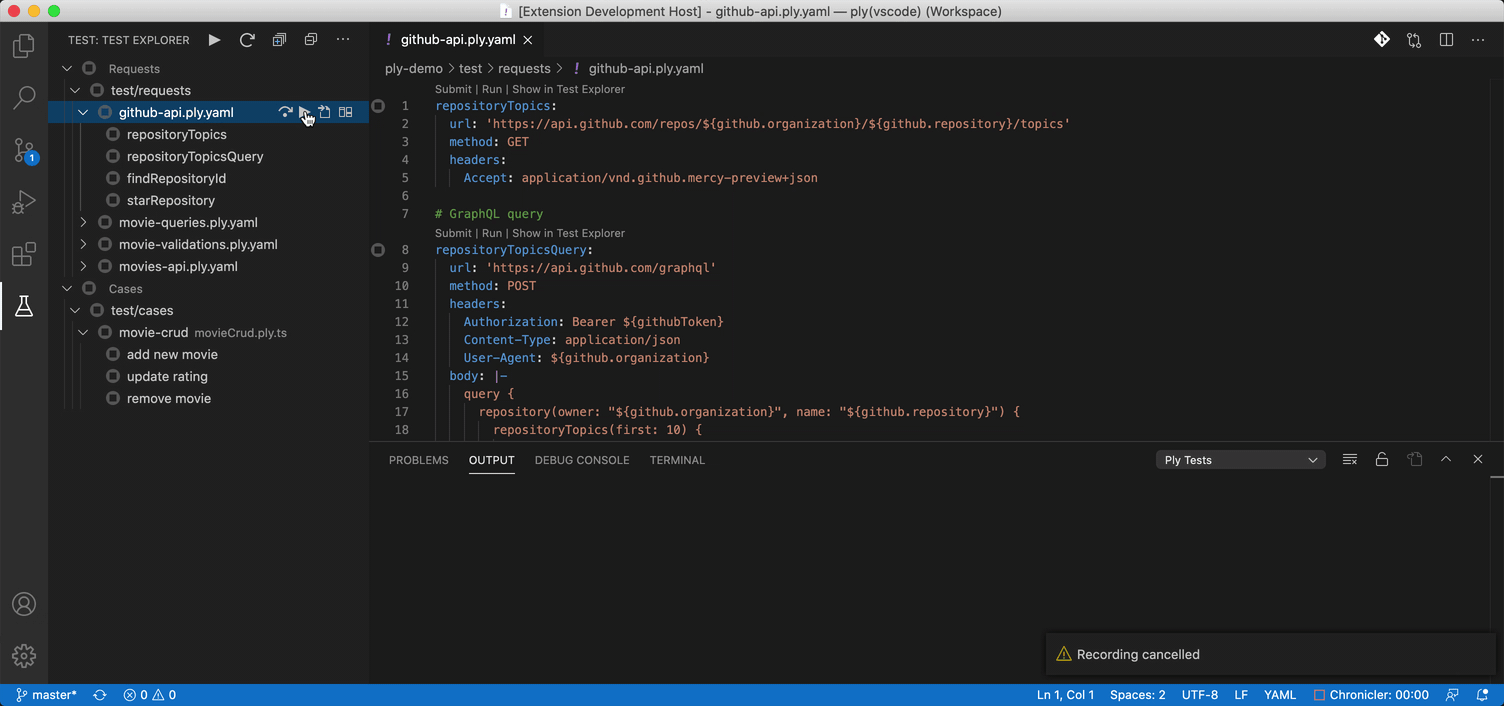 [Extension Development Host] - github-api.ply.yaml — ply(vscode) (Workspace)
TEST: TEST EXPLORER
Requests
test/requests
github-api.ply.yaml
repositoryTopics
repositoryTopicsQuery
findRepositoryId
starRepository
movie-queries.ply.yaml
movie-validations.ply.yaml
movies-api.ply.yaml
Cases
test/cases
movie-crud movieCrud.ply.ts
add new movie
update rating
remove movie
1
! github-api.ply.yaml
ply-demo > test > requests > ! github-api.ply.yaml
Submit | Run | Show in Test Explorer
1 repositoryTopics:
2 url: 'https://api.github.com/repos/${github.organization}/${github.repository}/topics'
3 method: GET
4 headers:
5 Accept: application/vnd.github.mercy-preview+json
6
7 # GraphQL query
Submit | Run | Show in Test Explorer
8 repositoryTopicsQuery:
9 url: 'https://api.github.com/graphql'
10 method: POST
11 headers:
12 Authorization: Bearer ${githubToken}
13 Content-Type: application/json
14 User-Agent: ${github.organization}
15 body: |-
16 query {
17 repository(owner: "${github.organization}", name: "${github.repository}") {
18 repositoryTopics(first: 10) {
PROBLEMS OUTPUT DEBUG CONSOLE TERMINAL
Ply Tests
Recording cancelled
master* 0 0
Ln 1, Col 1 Spaces: 2 UTF-8 LF YAML Chronicler: 00:00